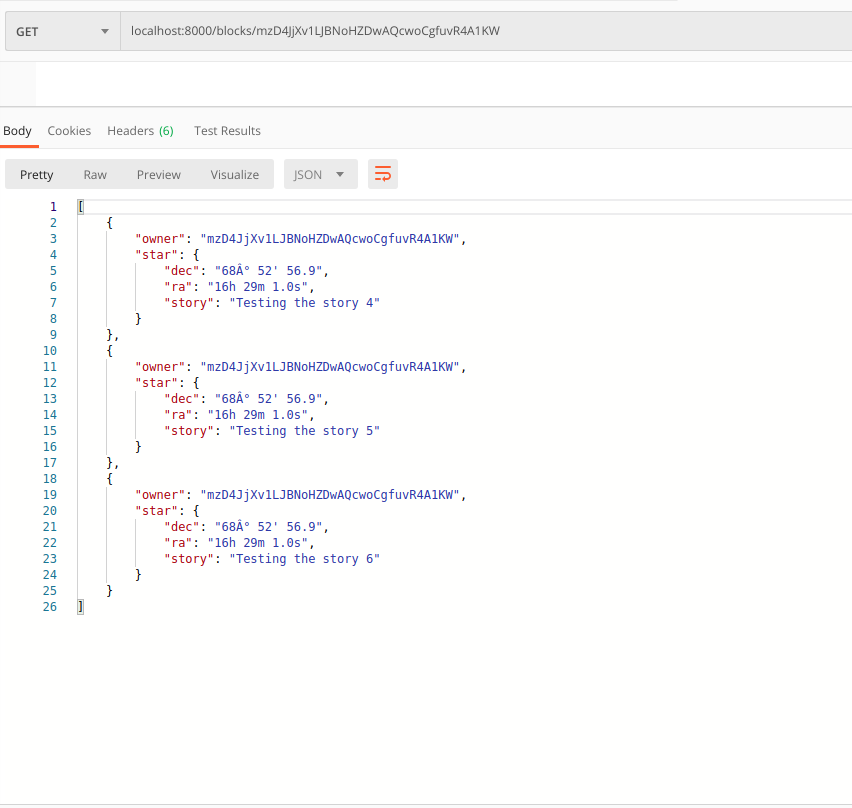 GET localhost:8000/blocks/mzD4JjXv1LJBNoHZDwAQcwoCgfuvR4A1KW
Body Cookies Headers (6) Test Results
Pretty Raw Preview Visualize JSON
1 [
2 {
3 "owner": "mzD4JjXv1LJBNoHZDwAQcwoCgfuvR4A1KW",
4 "star": {
5 "dec": "68Â° 52' 56.9",
6 "ra": "16h 29m 1.0s",
7 "story": "Testing the story 4"
8 }
9 },
10 {
11 "owner": "mzD4JjXv1LJBNoHZDwAQcwoCgfuvR4A1KW",
12 "star": {
13 "dec": "68Â° 52' 56.9",
14 "ra": "16h 29m 1.0s",
15 "story": "Testing the story 5"
16 }
17 },
18 {
19 "owner": "mzD4JjXv1LJBNoHZDwAQcwoCgfuvR4A1KW",
20 "star": {
21 "dec": "68Â° 52' 56.9",
22 "ra": "16h 29m 1.0s",
23 "story": "Testing the story 6"
24 }
25 }
26 ]